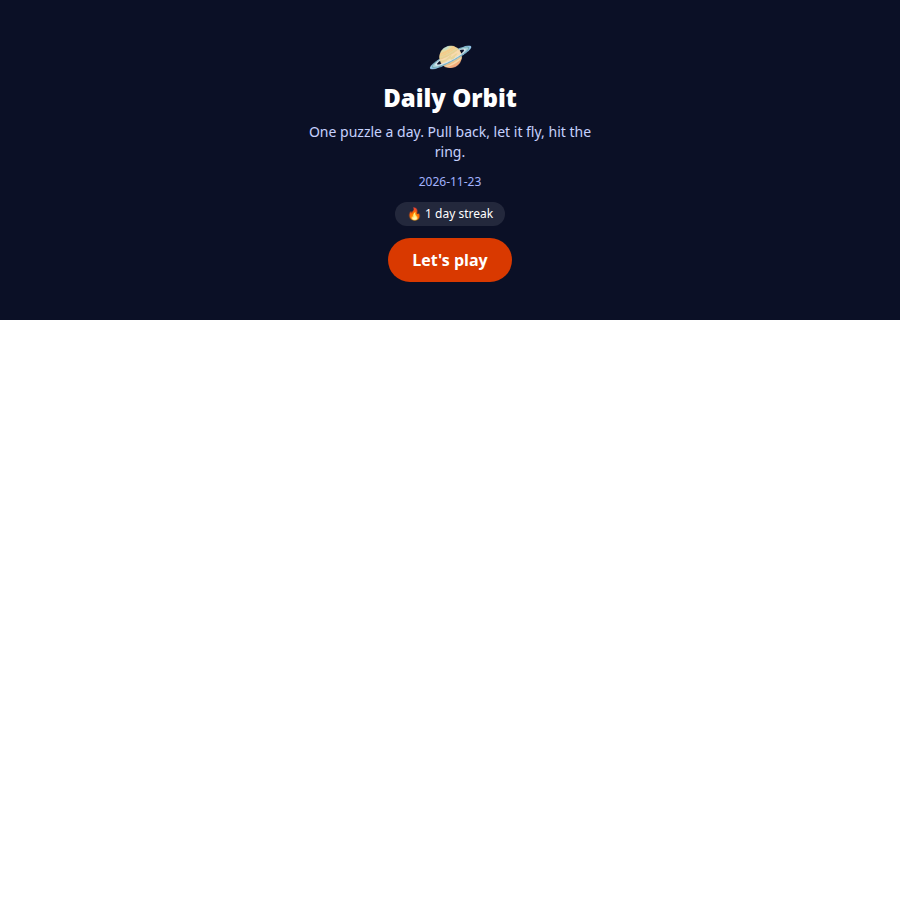 Daily Orbit
One puzzle a day. Pull back, let it fly, hit the
ring.
2026-11-23
🔥 1 day streak
Let's play